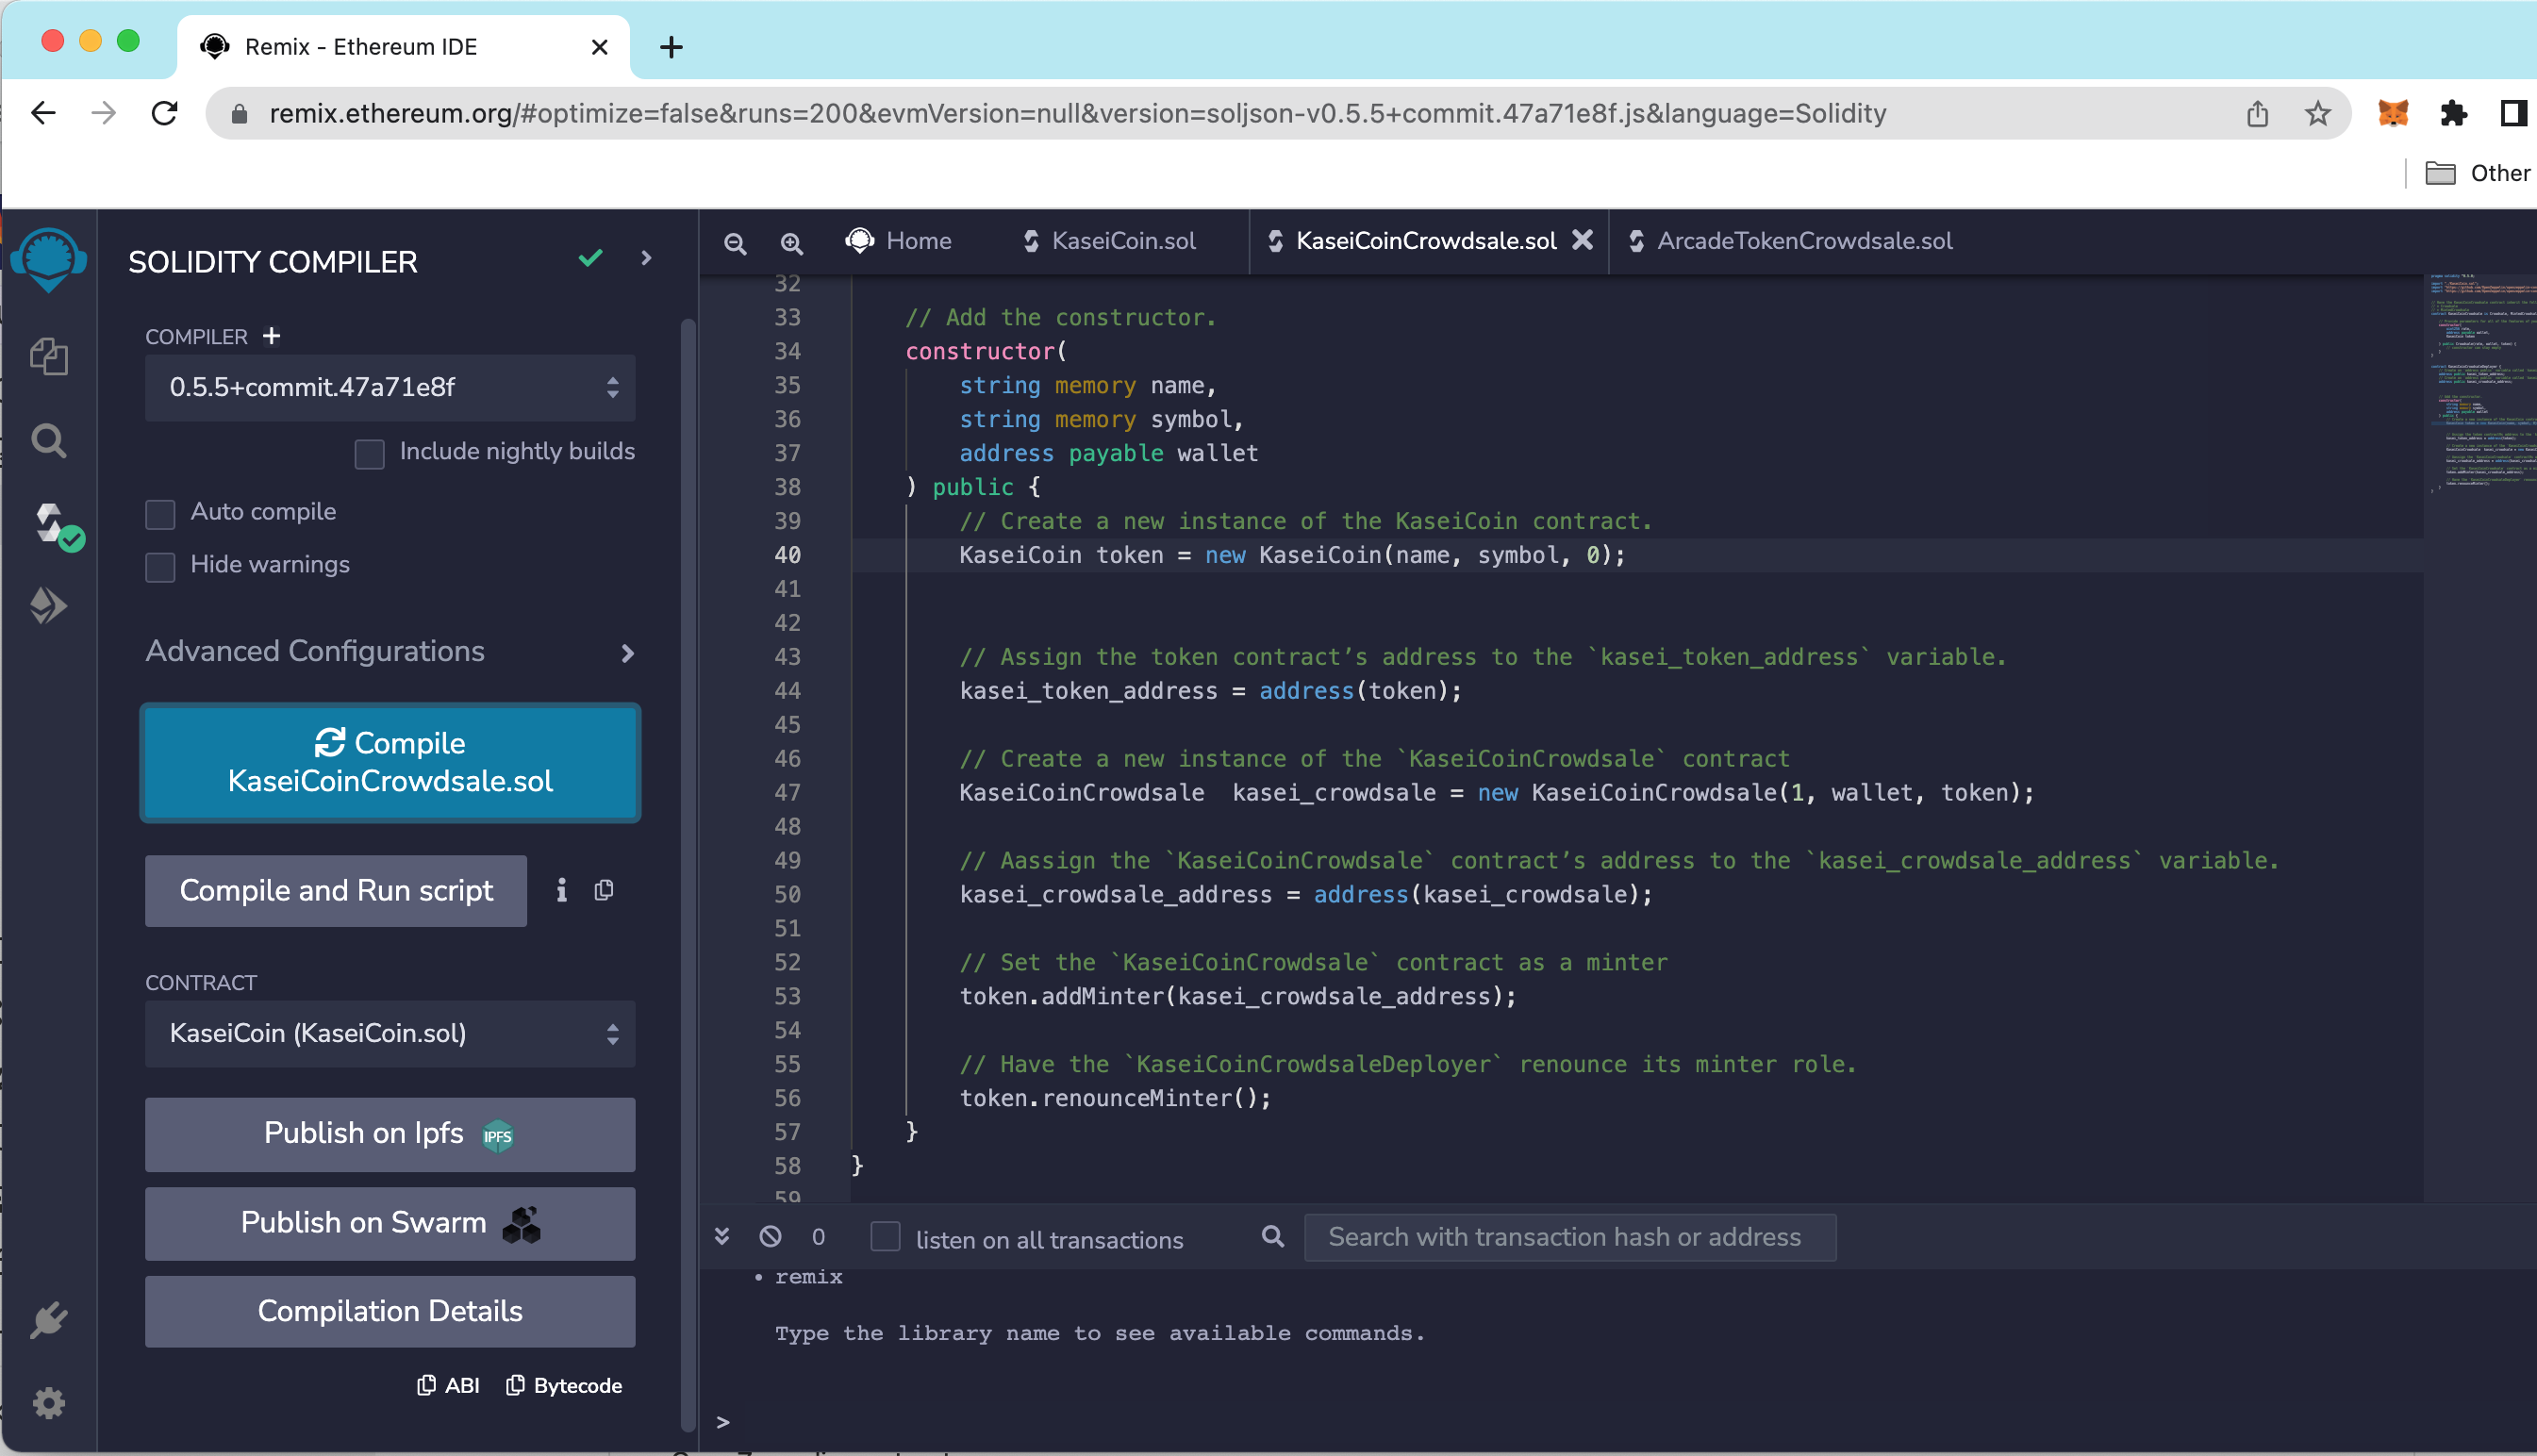 Remix - Ethereum IDE
remix.ethereum.org/#optimize=false&runs=200&evmVersion=null&version=soljson-v0.5.5+commit.47a71e8f.js&language=Solidity
Other
SOLIDITY COMPILER
COMPILER
0.5.5+commit.47a71e8f
Include nightly builds
Auto compile
Hide warnings
Advanced Configurations
Compile
KaseiCoinCrowdsale.sol
Compile and Run script
CONTRACT
KaseiCoin (KaseiCoin.sol)
Publish on Ipfs IPFS
Publish on Swarm
Compilation Details
ABI Bytecode
Home KaseiCoin.sol KaseiCoinCrowdsale.sol ArcadeTokenCrowdsale.sol
32
33 // Add the constructor.
34 constructor(
35 string memory name,
36 string memory symbol,
37 address payable wallet
38 ) public {
39 // Create a new instance of the KaseiCoin contract.
40 KaseiCoin token = new KaseiCoin(name, symbol, 0);
41
42
43 // Assign the token contract’s address to the `kasei_token_address` variable.
44 kasei_token_address = address(token);
45
46 // Create a new instance of the `KaseiCoinCrowdsale` contract
47 KaseiCoinCrowdsale  kasei_crowdsale = new KaseiCoinCrowdsale(1, wallet, token);
48
49 // Aassign the `KaseiCoinCrowdsale` contract’s address to the `kasei_crowdsale_address` variable.
50 kasei_crowdsale_address = address(kasei_crowdsale);
51
52 // Set the `KaseiCoinCrowdsale` contract as a minter
53 token.addMinter(kasei_crowdsale_address);
54
55 // Have the `KaseiCoinCrowdsaleDeployer` renounce its minter role.
56 token.renounceMinter();
57 }
58 }
59
0 listen on all transactions Search with transaction hash or address
• remix
Type the library name to see available commands.
>